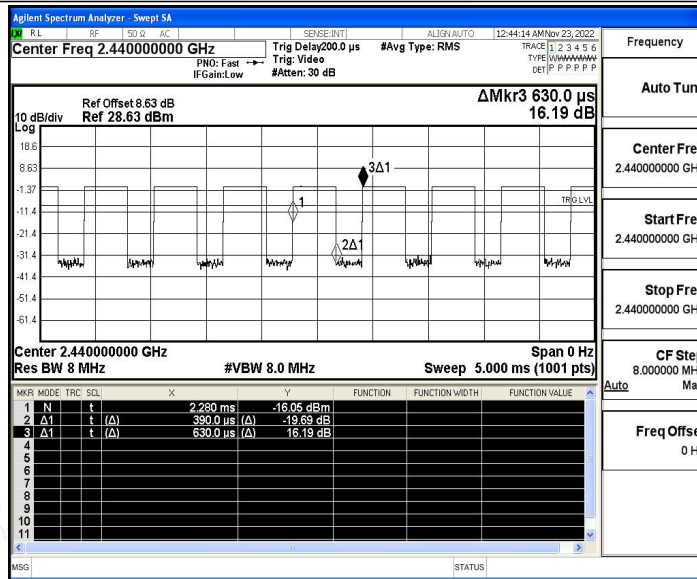 Agilent Spectrum Analyzer - Swept SA
RL RF 50 Ω AC SENSE:INT ALIGN AUTO 12:44:14 AM Nov 23, 2022
Center Freq 2.440000000 GHz
PNO: Fast
IFGain:Low
Trig Delay200.0 µs
Trig: Video
#Atten: 30 dB
#Avg Type: RMS
TRACE 1 2 3 4 5 6
TYPE
DET P P P P P P
ΔMkr3 630.0 µs
16.19 dB
Ref Offset 8.63 dB
10 dB/div Ref 28.63 dBm
Log
18.6
8.63
-1.37
-11.4
-21.4
-31.4
-41.4
-51.4
-61.4
3Δ1
1
2Δ1
TRIG LVL
Center 2.440000000 GHz Span 0 Hz
Res BW 8 MHz #VBW 8.0 MHz Sweep 5.000 ms (1001 pts)
MKR MODE TRC SCL X Y FUNCTION FUNCTION WIDTH FUNCTION VALUE
1 N t 2.280 ms -16.05 dBm
2 Δ1 t (Δ) 390.0 µs (Δ) -19.69 dB
3 Δ1 t (Δ) 630.0 µs (Δ) 16.19 dB
4
5
6
7
8
9
10
11
MSG STATUS
Frequency
Auto Tun
Center Fre
2.440000000 GH
Start Fre
2.440000000 GH
Stop Fre
2.440000000 GH
CF Ste
8.000000 MH
Auto Ma
Freq Offse
0 H